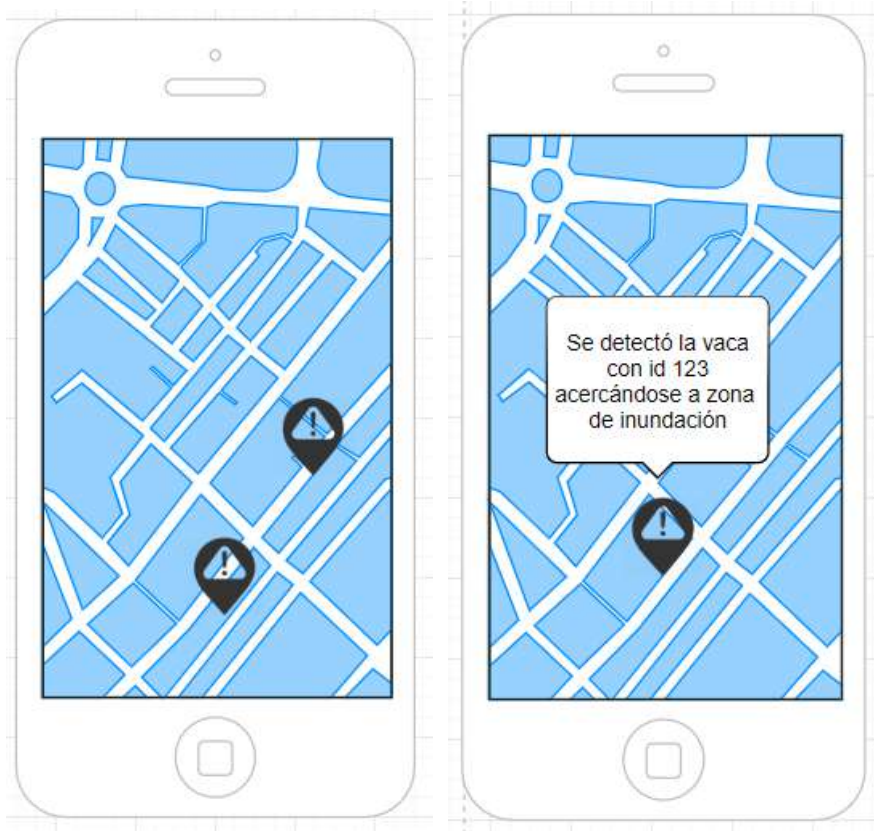 Se detectó la vaca
con id 123
acercándose a zona
de inundación